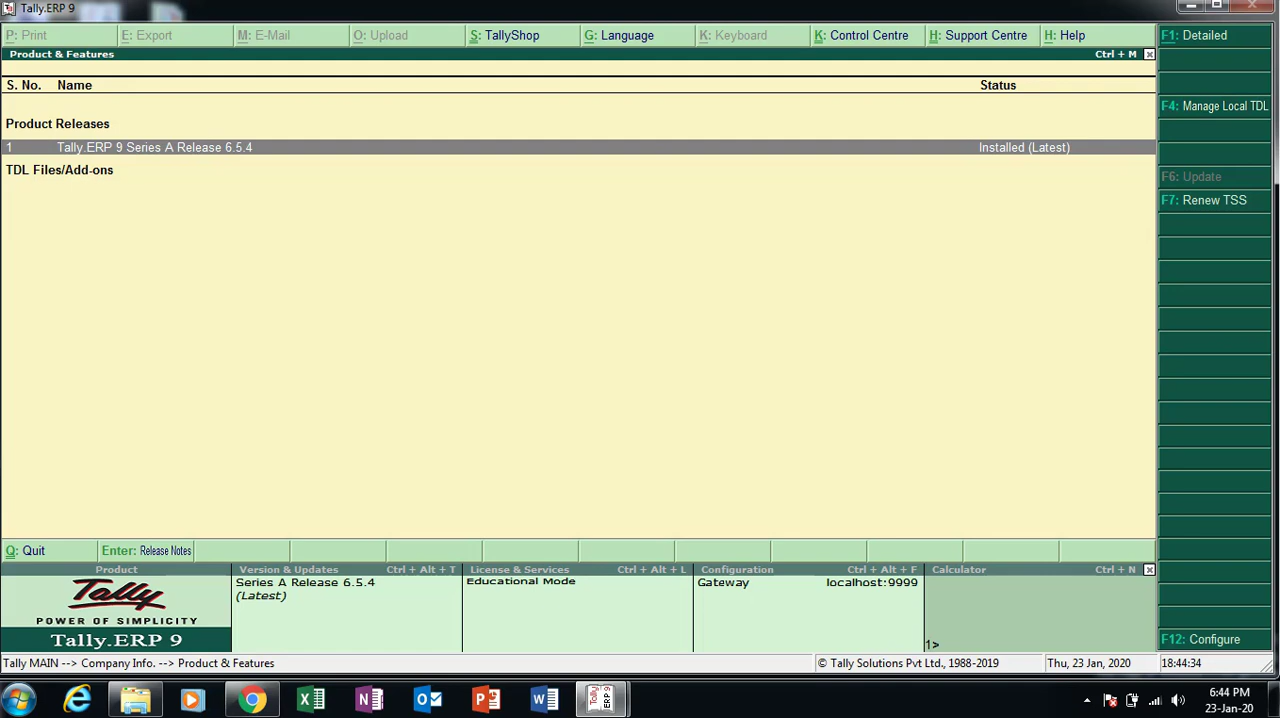 Tally.ERP 9
P: Print E: Export M: E-Mail O: Upload S: TallyShop G: Language K: Keyboard K: Control Centre H: Support Centre H: Help F1: Detailed
Product & Features Ctrl + M
S. No. Name Status
F4: Manage Local TDL
Product Releases
1 Tally.ERP 9 Series A Release 6.5.4 Installed (Latest)
TDL Files/Add-ons
F6: Update
F7: Renew TSS
Q: Quit Enter: Release Notes
Product Version & Updates Ctrl + Alt + T License & Services Ctrl + Alt + L Configuration Ctrl + Alt + F Calculator Ctrl + N
Series A Release 6.5.4 Educational Mode Gateway localhost:9999
(Latest)
Tally
POWER OF SIMPLICITY
Tally.ERP 9
1>
F12: Configure
Tally MAIN --> Company Info. --> Product & Features © Tally Solutions Pvt Ltd., 1988-2019 Thu, 23 Jan, 2020 18:44:34
Tally ERP 9
6:44 PM
23-Jan-20